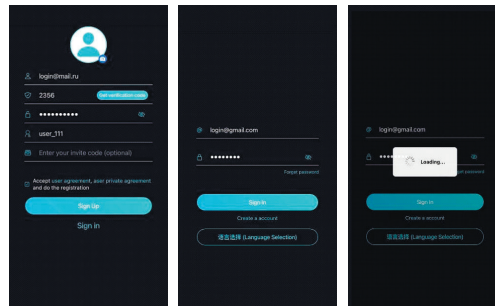 login@mail.ru
2356
Get verification code
••••••••••
user_111
Enter your invite code (optional)
Accept user agreement, user private agreement
and do the registration
Sign Up
Sign in
login@gmail.com
••••••••
Forgot password
Sign in
Create a account
语言选择 (Language Selection)
login@gmail.com
Loading...
password
Sign in
Create a account
语言选择 (Language Selection)